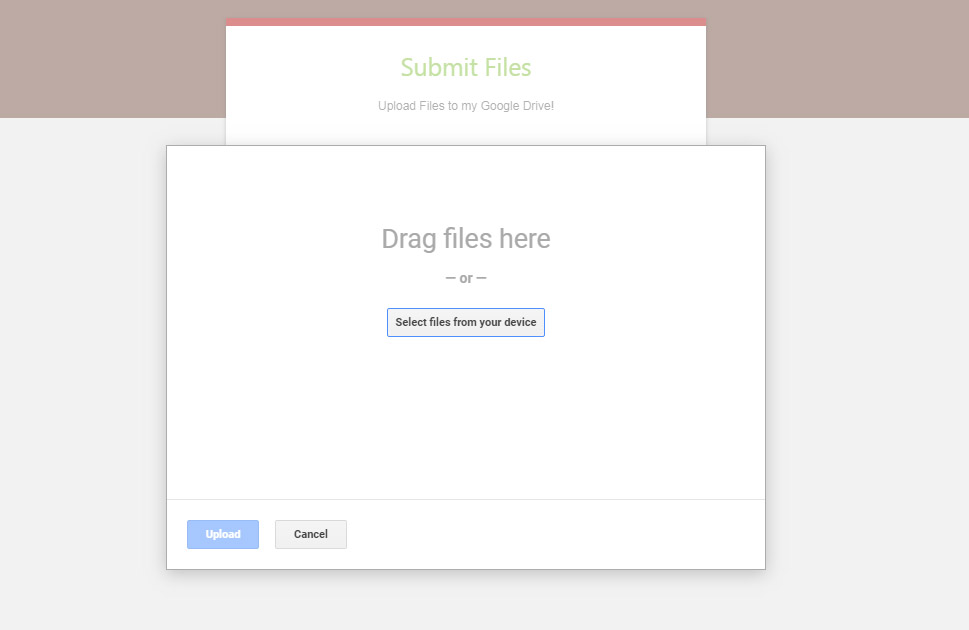 Submit Files
Upload Files to my Google Drive!
Drag files here
— or —
Select files from your device
Upload Cancel